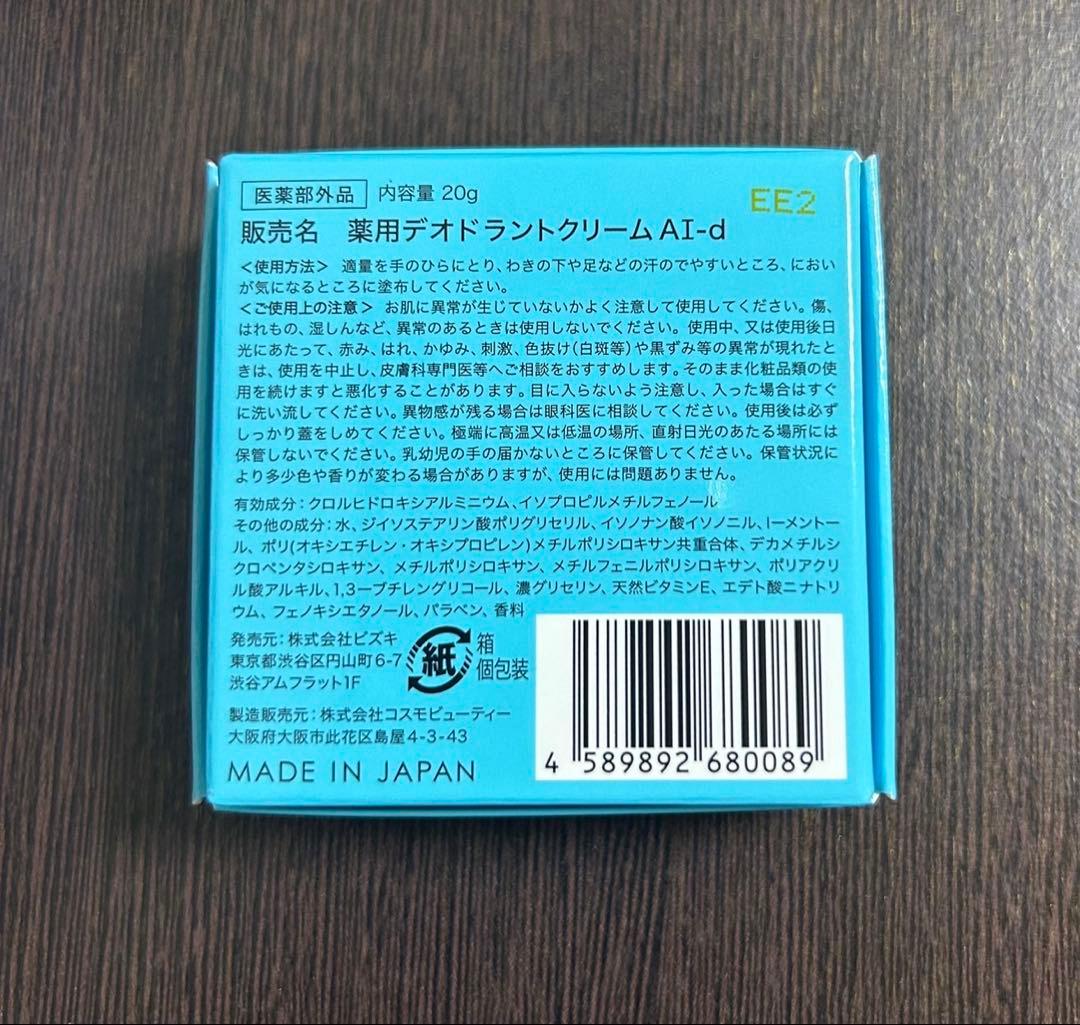 医薬部外品 内容量 20g
EE2
販売名 薬用デオドラントクリームAI-d
＜使用方法＞ 適量を手のひらにとり、わきの下や足などの汗のでやすいところ、におい
が気になるところに塗布してください。
＜ご使用上の注意＞ お肌に異常が生じていないかよく注意して使用してください。傷、
はれもの、湿しんなど、異常のあるときは使用しないでください。使用中、又は使用後日
光にあたって、赤み、はれ、かゆみ、刺激、色抜け（白斑等）や黒ずみ等の異常が現れたと
きは、使用を中止し、皮膚科専門医等へご相談をおすすめします。そのまま化粧品類の使
用を続けますと悪化することがあります。目に入らないよう注意し、入った場合はすぐ
に洗い流してください。異物感が残る場合は眼科医に相談してください。使用後は必ず
しっかり蓋をしめてください。極端に高温又は低温の場所、直射日光のあたる場所には
保管しないでください。乳幼児の手の届かないところに保管してください。保管状況に
より多少色や香りが変わる場合がありますが、使用には問題ありません。
有効成分：クロルヒドロキシアルミニウム、イソプロピルメチルフェノール
その他の成分：水、ジイソステアリン酸ポリグリセリル、イソノナン酸イソノニル、l－メントー
ル、ポリ（オキシエチレン・オキシプロピレン）メチルポリシロキサン共重合体、デカメチルシ
クロペンタシロキサン、メチルポリシロキサン、メチルフェニルポリシロキサン、ポリアクリ
ル酸アルキル、1,3－ブチレングリコール、濃グリセリン、天然ビタミンE、エデト酸二ナトリ
ウム、フェノキシエタノール、パラベン、香料
発売元：株式会社ビズキ
東京都渋谷区円山町6-7
渋谷アムフラット1F
紙
箱
個包装
製造販売元：株式会社コスモビューティー
大阪府大阪市此花区島屋4-3-43
MADE IN JAPAN
4 589892 680089